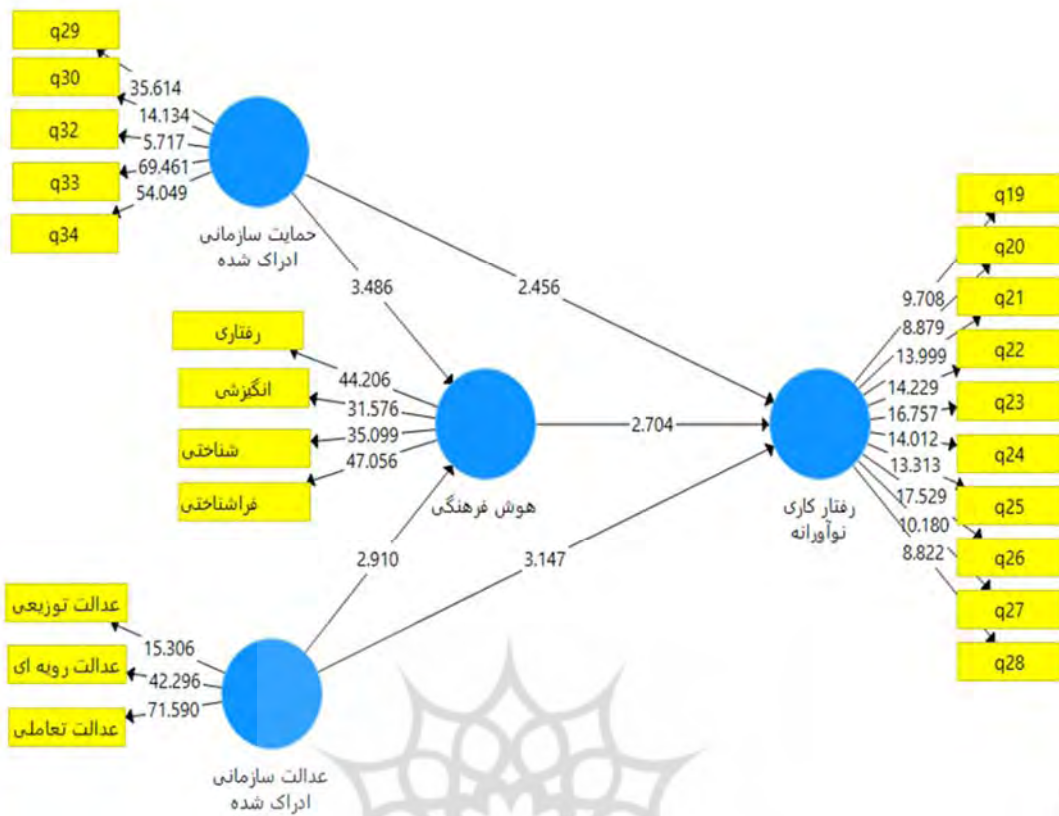 q29
q30
q32
q33
q34
35.614
14.134
5.717
69.461
54.049
حمایت سازمانی
ادراک شده
3.486
2.456
رفتاری
انگیزشی
شناختی
فراشناختی
44.206
31.576
35.099
47.056
هوش فرهنگی
2.704
2.910
3.147
عدالت توزیعی
عدالت رویه ای
عدالت تعاملی
15.306
42.296
71.590
عدالت سازمانی
ادراک شده
رفتار کاری
نوآورانه
9.708
8.879
13.999
14.229
16.757
14.012
13.313
17.529
10.180
8.822
q19
q20
q21
q22
q23
q24
q25
q26
q27
q28